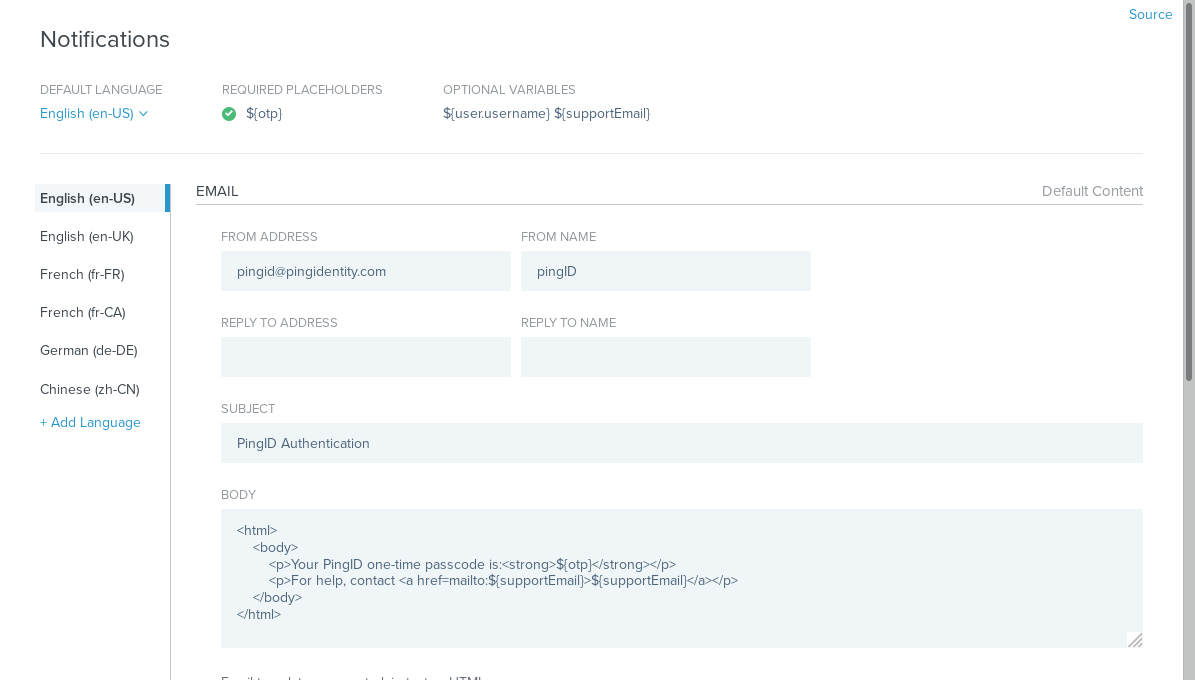 Source
Notifications
DEFAULT LANGUAGE
REQUIRED PLACEHOLDERS
OPTIONAL VARIABLES
English (en-US)
${otp}
${user.username} ${supportEmail}
English (en-US)
English (en-UK)
French (fr-FR)
French (fr-CA)
German (de-DE)
Chinese (zh-CN)
+ Add Language
EMAIL
Default Content
FROM ADDRESS
FROM NAME
pingid@pingidentity.com
pingID
REPLY TO ADDRESS
REPLY TO NAME
SUBJECT
PingID Authentication
BODY
<html>
<body>
<p>Your PingID one-time passcode is:<strong>${otp}</strong></p>
<p>For help, contact <a href=mailto:${supportEmail}>${supportEmail}</a></p>
</body>
</html>